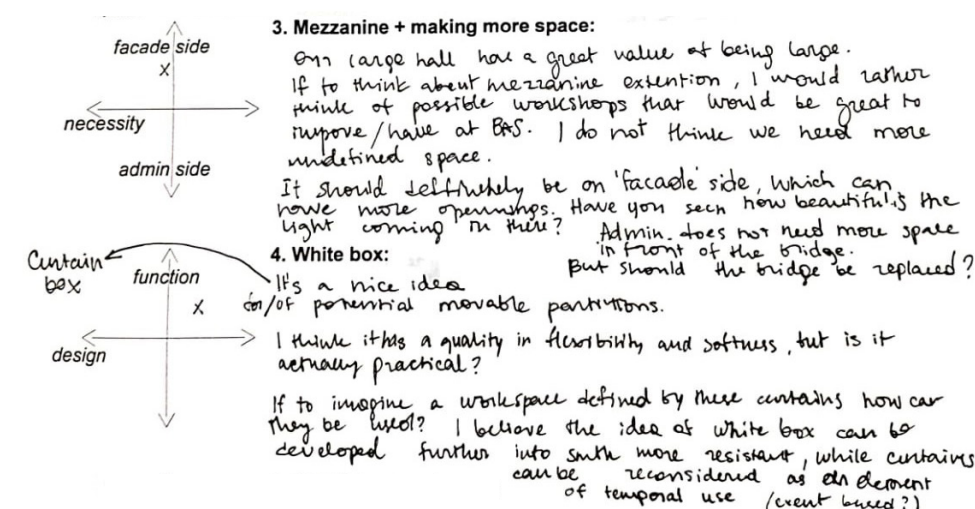 3. Mezzanine + making more space:
facade side
x
necessity
admin side
Our large hall have a great value of being large.
If to think about mezzanine extention, I would rather
think of possible workshops that would be great to
impove / have at BAS. I do not think we need more
undefined space.
It should deffinetely be on 'facade' side, which can
have more opennings. Have you seen how beautiful is the
light coming in there? Admin. does not need more space
in front of the bridge.
But should the bridge be replaced?
4. White box:
Curtain
box
function
x
design
It's a nice idea
for/of potential movable partitions.
I think it has a quality in flexibility and softness, but is it
actually practical?
If to imagine a workspace defined by these curtains how can
they be used? I believe the idea of white box can be
developed further into smth more resistant, while curtains
can be reconsidered as an element
of temporal use (event based?)